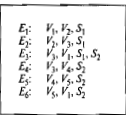 E₁: V₁, V₂, S₁
E₂: V₂, V₃, S₁
E₃: V₃, V₁, S₁, S₂
E₄: V₃, V₄, S₂
E₅: V₄, V₅, S₂
E₆: V₅, V₁, S₂